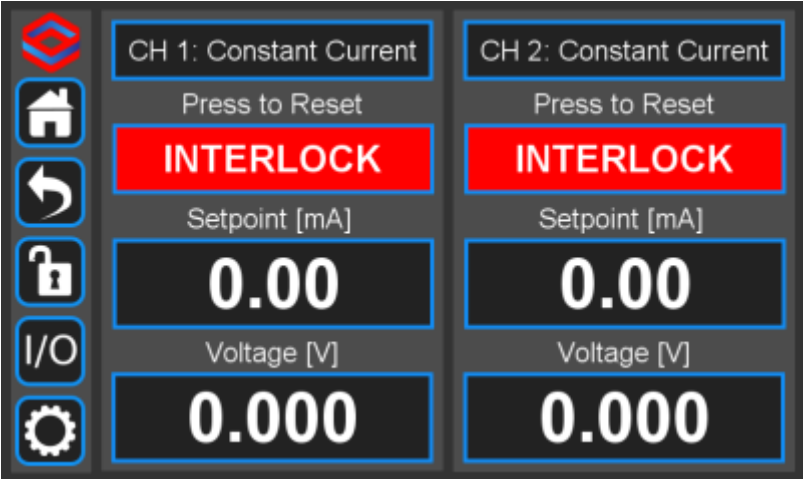 CH 1: Constant Current
Press to Reset
INTERLOCK
Setpoint [mA]
0.00
Voltage [V]
0.000
CH 2: Constant Current
Press to Reset
INTERLOCK
Setpoint [mA]
0.00
Voltage [V]
0.000
I/O